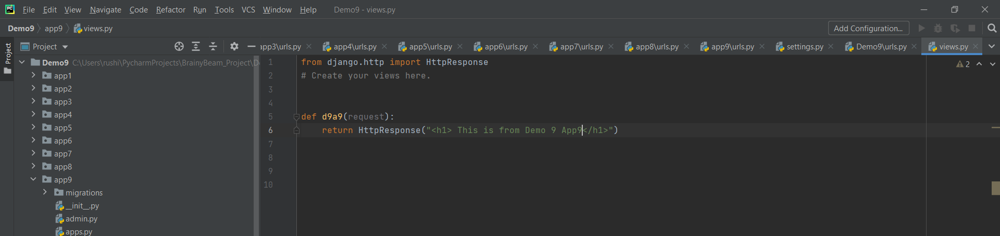 PC File Edit View Navigate Code Refactor Run Tools VCS Window Help Demo9 - views.py
Demo9 app9 views.py Add Configuration...
Project
Project app3\urls.py app4\urls.py app5\urls.py app6\urls.py app7\urls.py app8\urls.py app9\urls.py settings.py Demo9\urls.py views.py
Demo9 C:\Users\rushi\PycharmProjects\BrainyBeam_Project\D
app1
app2
app3
app4
app5
app6
app7
app8
app9
migrations
__init__.py
admin.py
apps.py
1 from django.http import HttpResponse
2 # Create your views here.
3
4
5 def d9a9(request):
6     return HttpResponse("<h1> This is from Demo 9 App9</h1>")
7
8
9
10
2